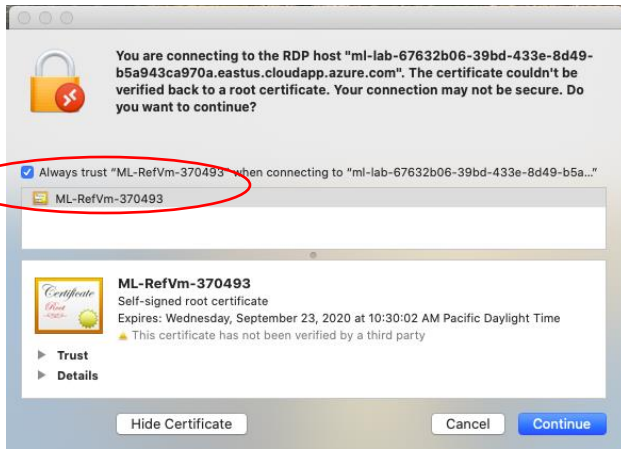 You are connecting to the RDP host "ml-lab-67632b06-39bd-433e-8d49-
b5a943ca970a.eastus.cloudapp.azure.com". The certificate couldn't be
verified back to a root certificate. Your connection may not be secure. Do
you want to continue?
Always trust "ML-RefVm-370493" when connecting to "ml-lab-67632b06-39bd-433e-8d49-b5a..."
ML-RefVm-370493
Certificate
Root
ML-RefVm-370493
Self-signed root certificate
Expires: Wednesday, September 23, 2020 at 10:30:02 AM Pacific Daylight Time
This certificate has not been verified by a third party
Trust
Details
Hide Certificate
Cancel
Continue